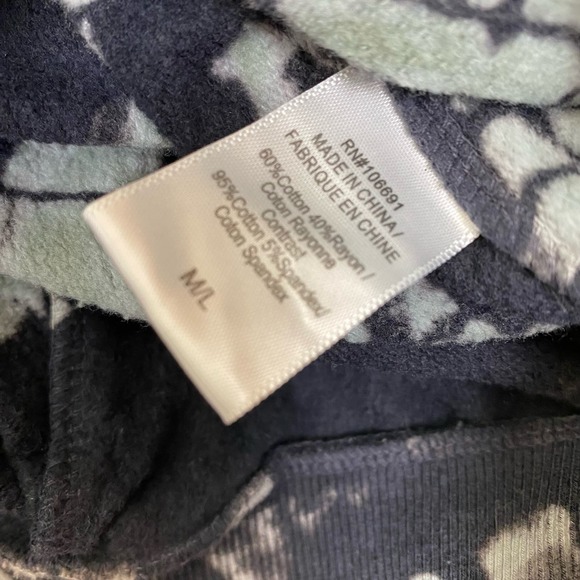 RN#106691
MADE IN CHINA/
FABRIQUE EN CHINE
60%Cotton 40%Rayon /
Coton Rayonne
Contrest
95%Cotton 5%Spandex/
Coton Spandex
M/L